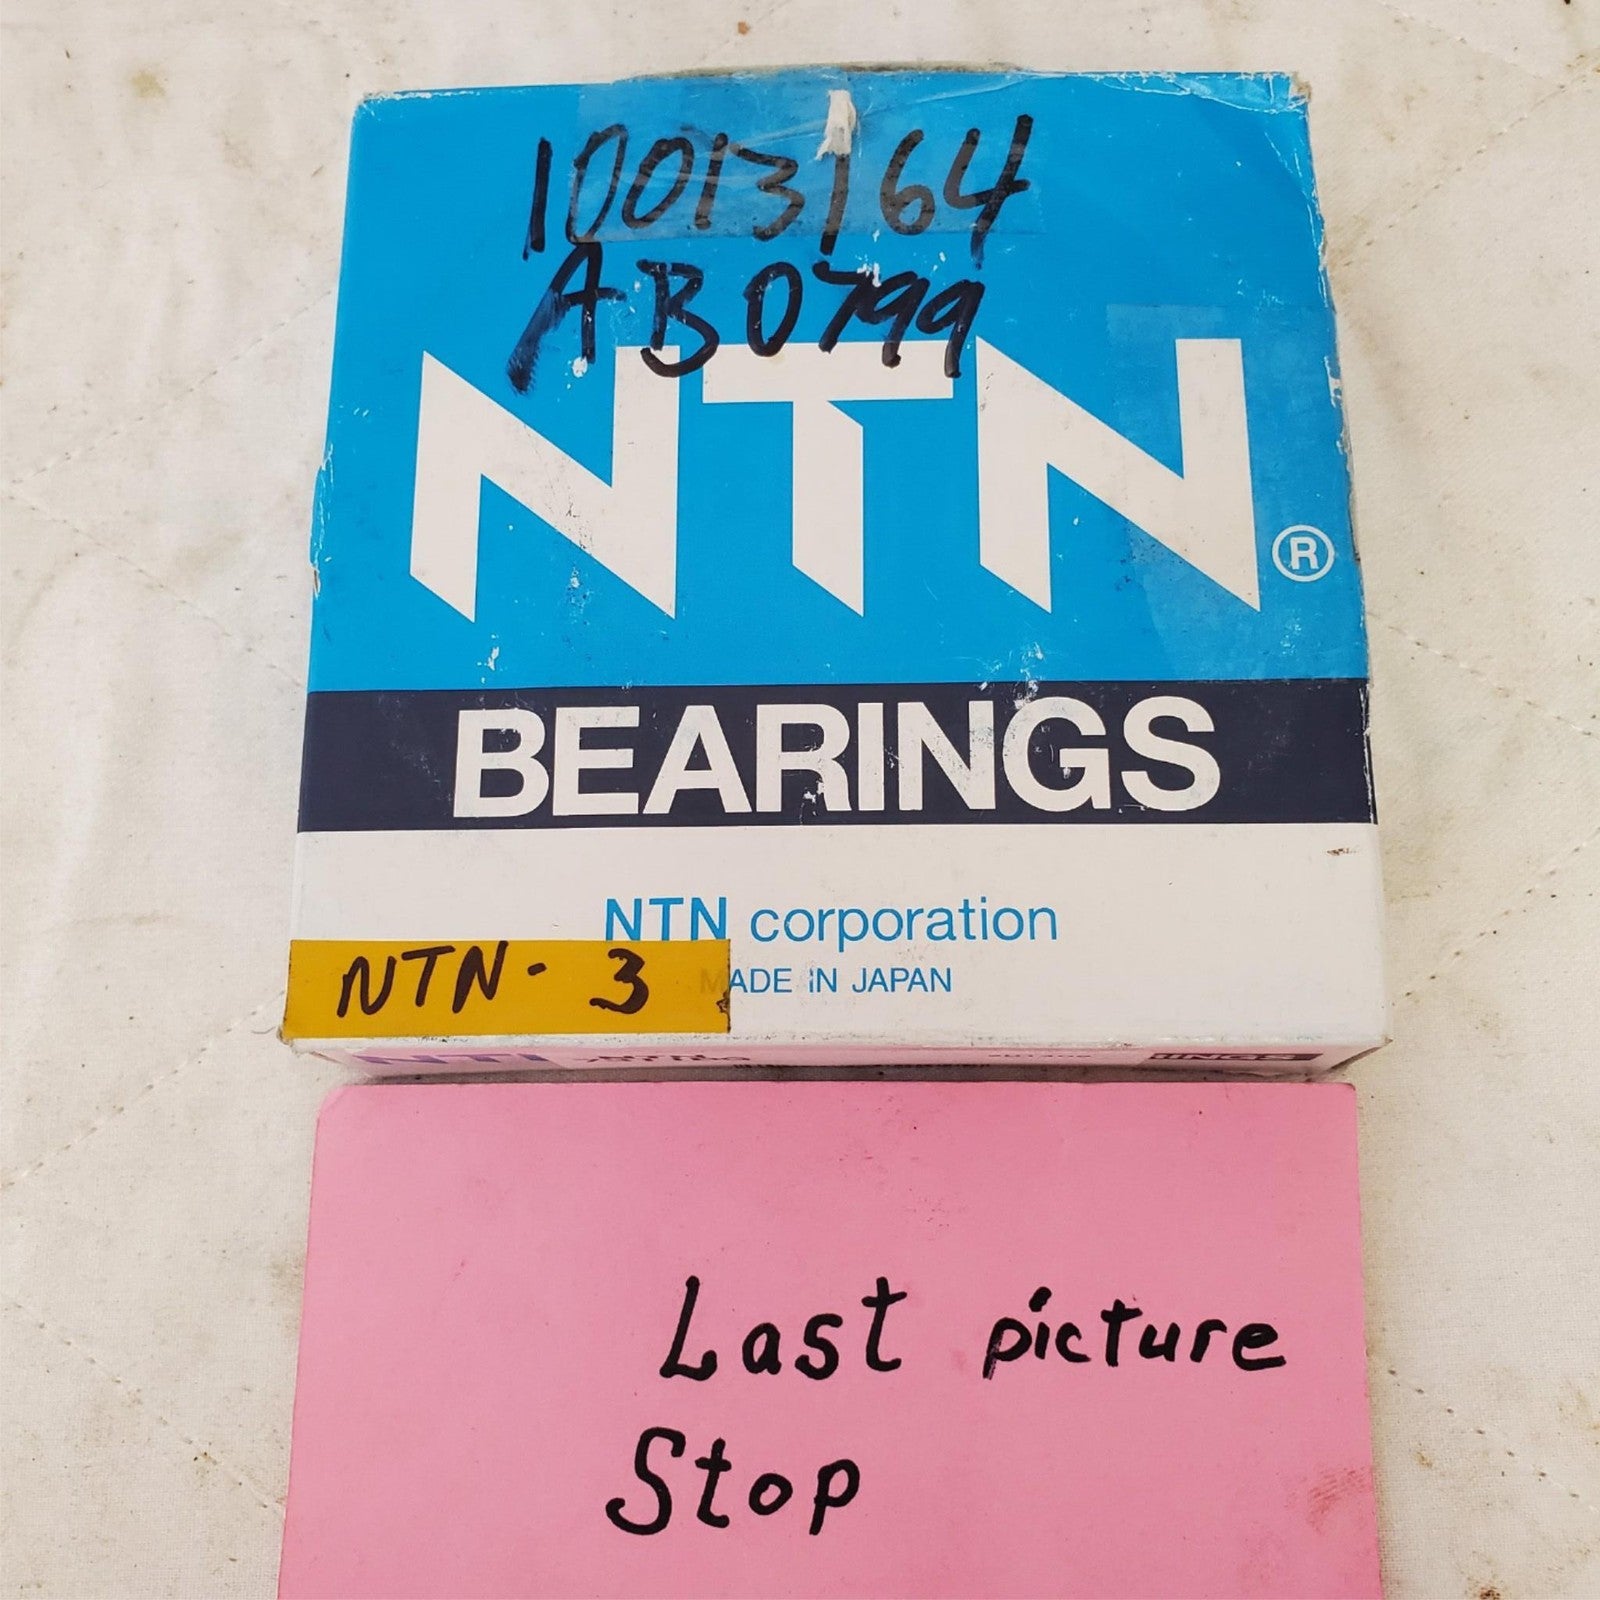 10013164
AB0799
NTN®
BEARINGS
NTN corporation
MADE IN JAPAN
NTN- 3
Last picture
Stop